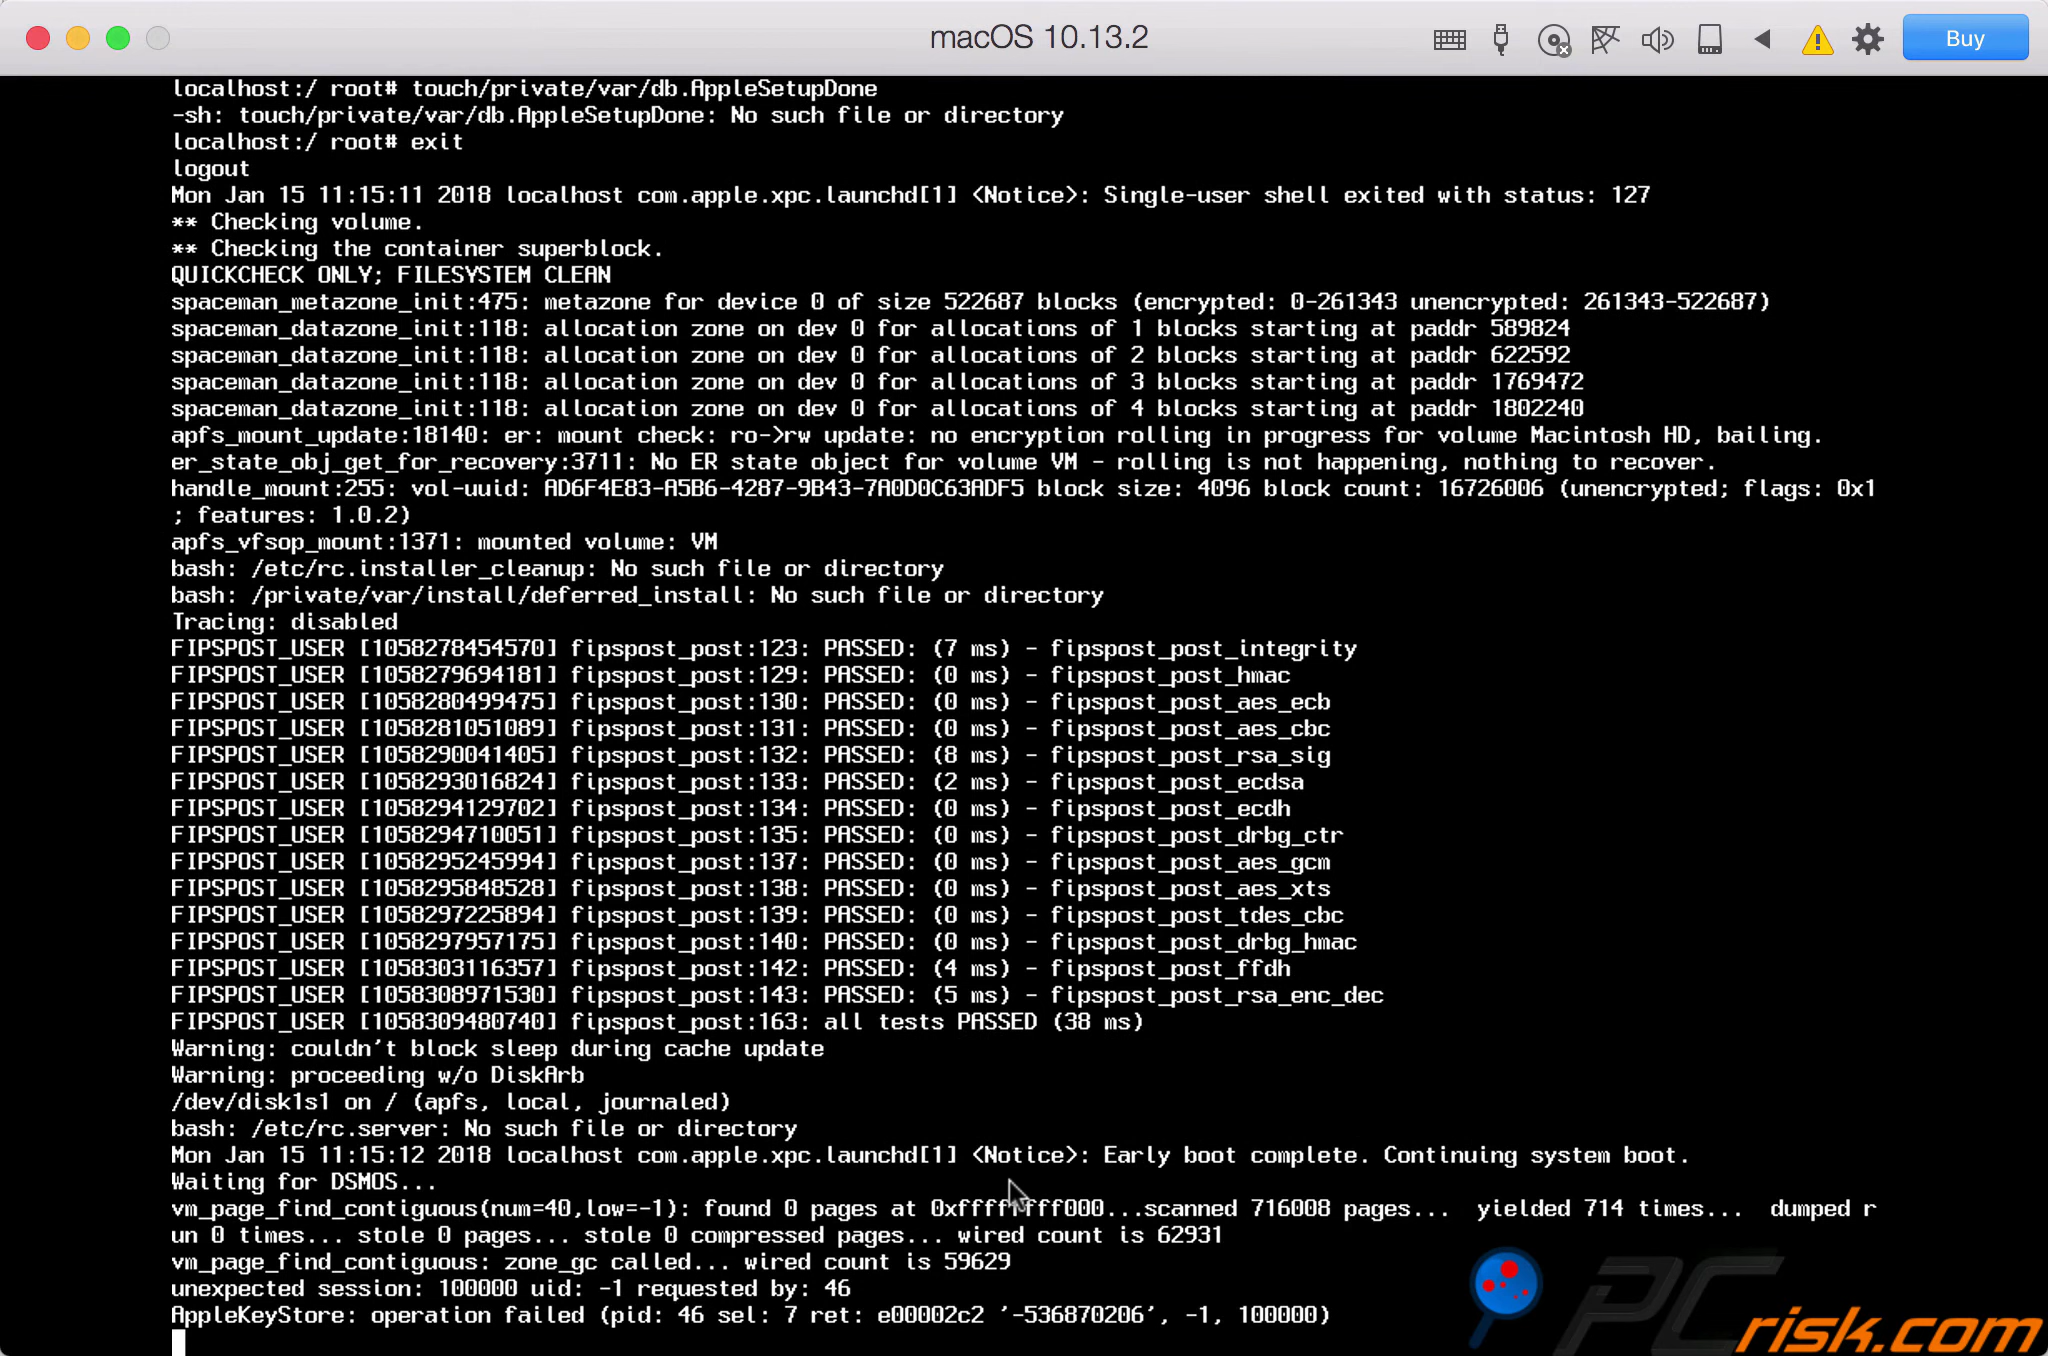 macOS 10.13.2
Buy
localhost:/ root# touch/private/var/db.AppleSetupDone
-sh: touch/private/var/db.AppleSetupDone: No such file or directory
localhost:/ root# exit
logout
Mon Jan 15 11:15:11 2018 localhost com.apple.xpc.launchd[1] <Notice>: Single-user shell exited with status: 127
** Checking volume.
** Checking the container superblock.
QUICKCHECK ONLY; FILESYSTEM CLEAN
spaceman_metazone_init:475: metazone for device 0 of size 522687 blocks (encrypted: 0-261343 unencrypted: 261343-522687)
spaceman_datazone_init:118: allocation zone on dev 0 for allocations of 1 blocks starting at paddr 589824
spaceman_datazone_init:118: allocation zone on dev 0 for allocations of 2 blocks starting at paddr 622592
spaceman_datazone_init:118: allocation zone on dev 0 for allocations of 3 blocks starting at paddr 1769472
spaceman_datazone_init:118: allocation zone on dev 0 for allocations of 4 blocks starting at paddr 1802240
apfs_mount_update:18140: er: mount check: ro->rw update: no encryption rolling in progress for volume Macintosh HD, bailing.
er_state_obj_get_for_recovery:3711: No ER state object for volume VM - rolling is not happening, nothing to recover.
handle_mount:255: vol-uuid: AD6F4E83-A5B6-4287-9B43-7A0D0C63ADF5 block size: 4096 block count: 16726006 (unencrypted; flags: 0x1
; features: 1.0.2)
apfs_vfsop_mount:1371: mounted volume: VM
bash: /etc/rc.installer_cleanup: No such file or directory
bash: /private/var/install/deferred_install: No such file or directory
Tracing: disabled
FIPSPOST_USER [1058278454570] fipspost_post:123: PASSED: (7 ms) - fipspost_post_integrity
FIPSPOST_USER [1058279694181] fipspost_post:129: PASSED: (0 ms) - fipspost_post_hmac
FIPSPOST_USER [1058280499475] fipspost_post:130: PASSED: (0 ms) - fipspost_post_aes_ecb
FIPSPOST_USER [1058281051089] fipspost_post:131: PASSED: (0 ms) - fipspost_post_aes_cbc
FIPSPOST_USER [1058290041405] fipspost_post:132: PASSED: (8 ms) - fipspost_post_rsa_sig
FIPSPOST_USER [1058293016824] fipspost_post:133: PASSED: (2 ms) - fipspost_post_ecdsa
FIPSPOST_USER [1058294129702] fipspost_post:134: PASSED: (0 ms) - fipspost_post_ecdh
FIPSPOST_USER [1058294710051] fipspost_post:135: PASSED: (0 ms) - fipspost_post_drbg_ctr
FIPSPOST_USER [1058295245994] fipspost_post:137: PASSED: (0 ms) - fipspost_post_aes_gcm
FIPSPOST_USER [1058295848528] fipspost_post:138: PASSED: (0 ms) - fipspost_post_aes_xts
FIPSPOST_USER [1058297225894] fipspost_post:139: PASSED: (0 ms) - fipspost_post_tdes_cbc
FIPSPOST_USER [1058297957175] fipspost_post:140: PASSED: (0 ms) - fipspost_post_drbg_hmac
FIPSPOST_USER [1058303116357] fipspost_post:142: PASSED: (4 ms) - fipspost_post_ffdh
FIPSPOST_USER [1058308971530] fipspost_post:143: PASSED: (5 ms) - fipspost_post_rsa_enc_dec
FIPSPOST_USER [1058309480740] fipspost_post:163: all tests PASSED (38 ms)
Warning: couldn't block sleep during cache update
Warning: proceeding w/o DiskArb
/dev/disk1s1 on / (apfs, local, journaled)
bash: /etc/rc.server: No such file or directory
Mon Jan 15 11:15:12 2018 localhost com.apple.xpc.launchd[1] <Notice>: Early boot complete. Continuing system boot.
Waiting for DSMOS...
vm_page_find_contiguous(num=40,low=-1): found 0 pages at 0xfffffffff000...scanned 716008 pages...  yielded 714 times...  dumped r
un 0 times... stole 0 pages... stole 0 compressed pages... wired count is 62931
vm_page_find_contiguous: zone_gc called... wired count is 59629
unexpected session: 100000 uid: -1 requested by: 46
AppleKeyStore: operation failed (pid: 46 sel: 7 ret: e00002c2 '-536870206', -1, 100000)
PCrisk.com